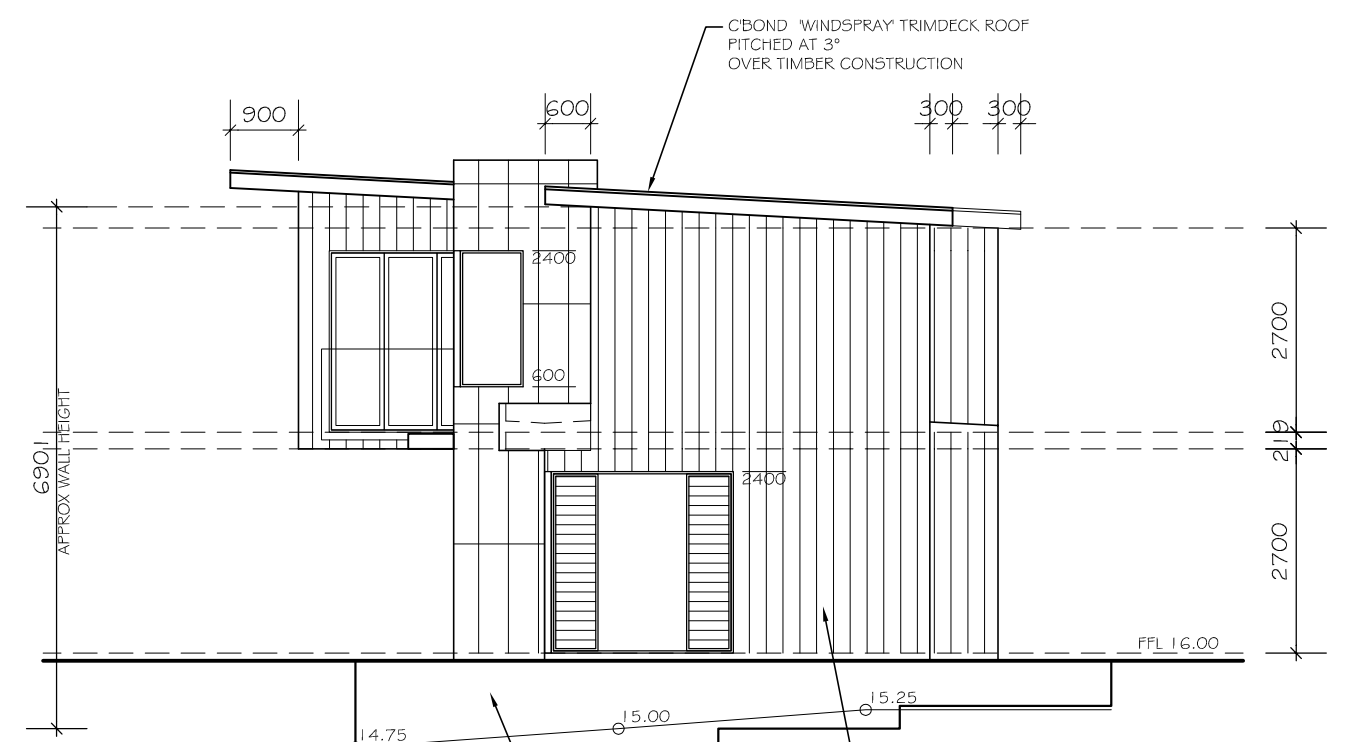 C'BOND 'WINDSPRAY' TRIMDECK ROOF
PITCHED AT 3°
OVER TIMBER CONSTRUCTION
900
600
300
300
2400
600
2700
219
2700
6901
APPROX WALL HEIGHT
2400
FFL 16.00
15.25
15.00
14.75